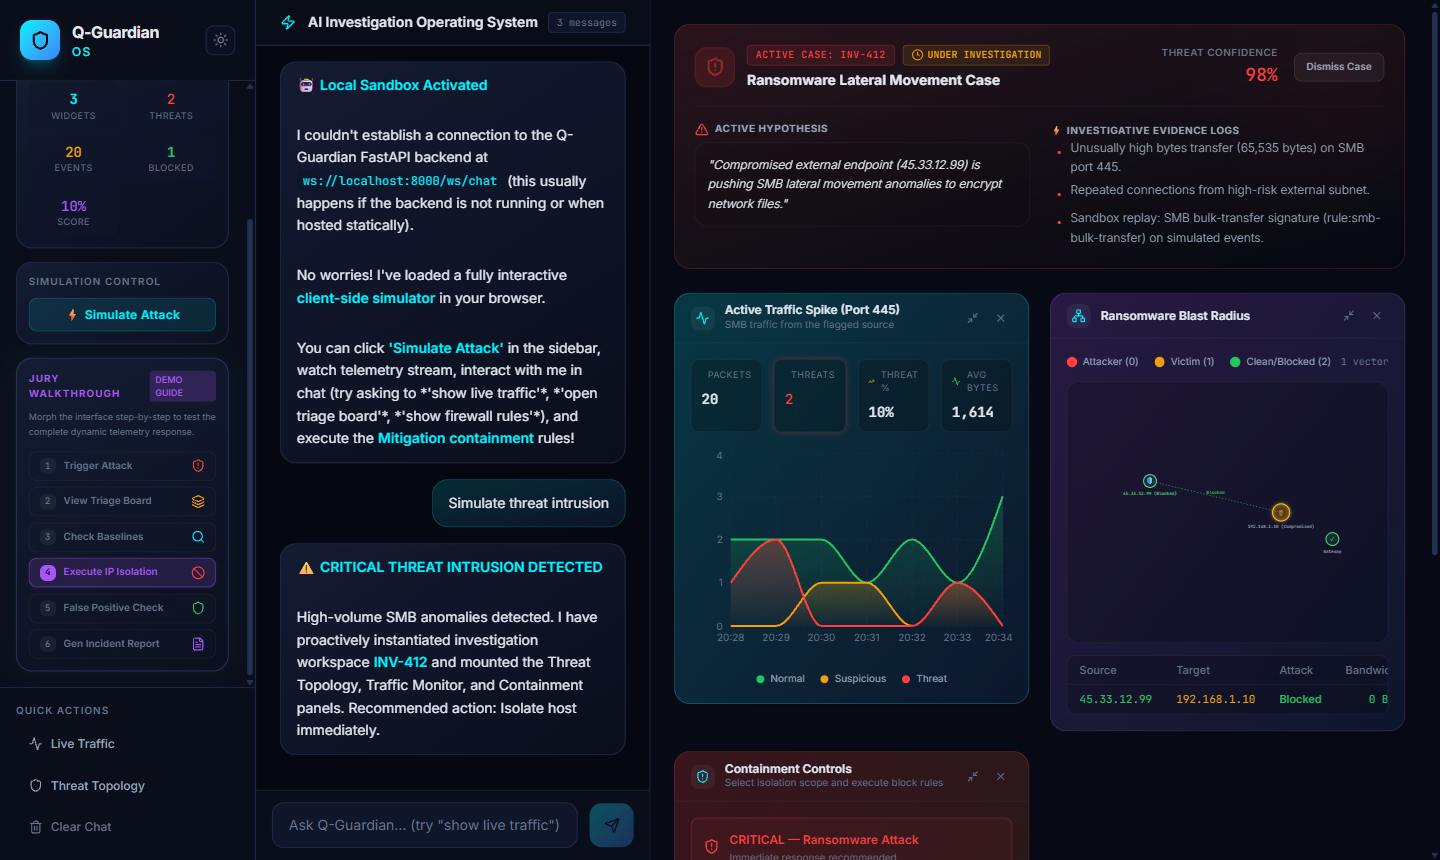 Q-Guardian
OS
3
WIDGETS
2
THREATS
20
EVENTS
1
BLOCKED
10%
SCORE
SIMULATION CONTROL
Simulate Attack
JURY
WALKTHROUGH
DEMO
GUIDE
Morph the interface step-by-step to test the
complete dynamic telemetry response.
1 Trigger Attack
2 View Triage Board
3 Check Baselines
4 Execute IP Isolation
5 False Positive Check
6 Gen Incident Report
QUICK ACTIONS
Live Traffic
Threat Topology
Clear Chat
AI Investigation Operating System
3 messages
Local Sandbox Activated
I couldn't establish a connection to the Q-
Guardian FastAPI backend at
ws://localhost:8000/ws/chat (this usually
happens if the backend is not running or when
hosted statically).
No worries! I've loaded a fully interactive
client-side simulator in your browser.
You can click 'Simulate Attack' in the sidebar,
watch telemetry stream, interact with me in
chat (try asking to *'show live traffic'*, *'open
triage board'*, *'show firewall rules'*), and
execute the Mitigation containment rules!
Simulate threat intrusion
CRITICAL THREAT INTRUSION DETECTED
High-volume SMB anomalies detected. I have
proactively instantiated investigation
workspace INV-412 and mounted the Threat
Topology, Traffic Monitor, and Containment
panels. Recommended action: Isolate host
immediately.
Ask Q-Guardian... (try "show live traffic")
ACTIVE CASE: INV-412
UNDER INVESTIGATION
Ransomware Lateral Movement Case
THREAT CONFIDENCE
98%
Dismiss Case
ACTIVE HYPOTHESIS
"Compromised external endpoint (45.33.12.99) is
pushing SMB lateral movement anomalies to encrypt
network files."
INVESTIGATIVE EVIDENCE LOGS
• Unusually high bytes transfer (65,535 bytes) on SMB
port 445.
• Repeated connections from high-risk external subnet.
• Sandbox replay: SMB bulk-transfer signature (rule:smb-
bulk-transfer) on simulated events.
Active Traffic Spike (Port 445)
SMB traffic from the flagged source
PACKETS
20
THREATS
2
THREAT
%
10%
AVG
BYTES
1,614
4
3
2
1
0
20:28 20:29 20:30 20:31 20:32 20:33 20:34
Normal Suspicious Threat
Ransomware Blast Radius
Attacker (0) Victim (1) Clean/Blocked (2) 1 vector
45.33.12.99 (Blocked)
Blocked
192.168.1.10 (Compromised)
Gateway
Source Target Attack Bandwic
45.33.12.99 192.168.1.10 Blocked 0 B
Containment Controls
Select isolation scope and execute block rules
CRITICAL — Ransomware Attack
Immediate response recommended